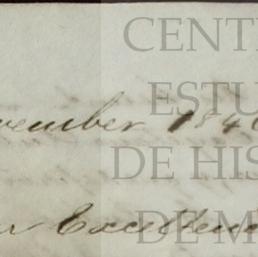 CENT
ESTU
vember 184
DE HIS
Excellen
DE M